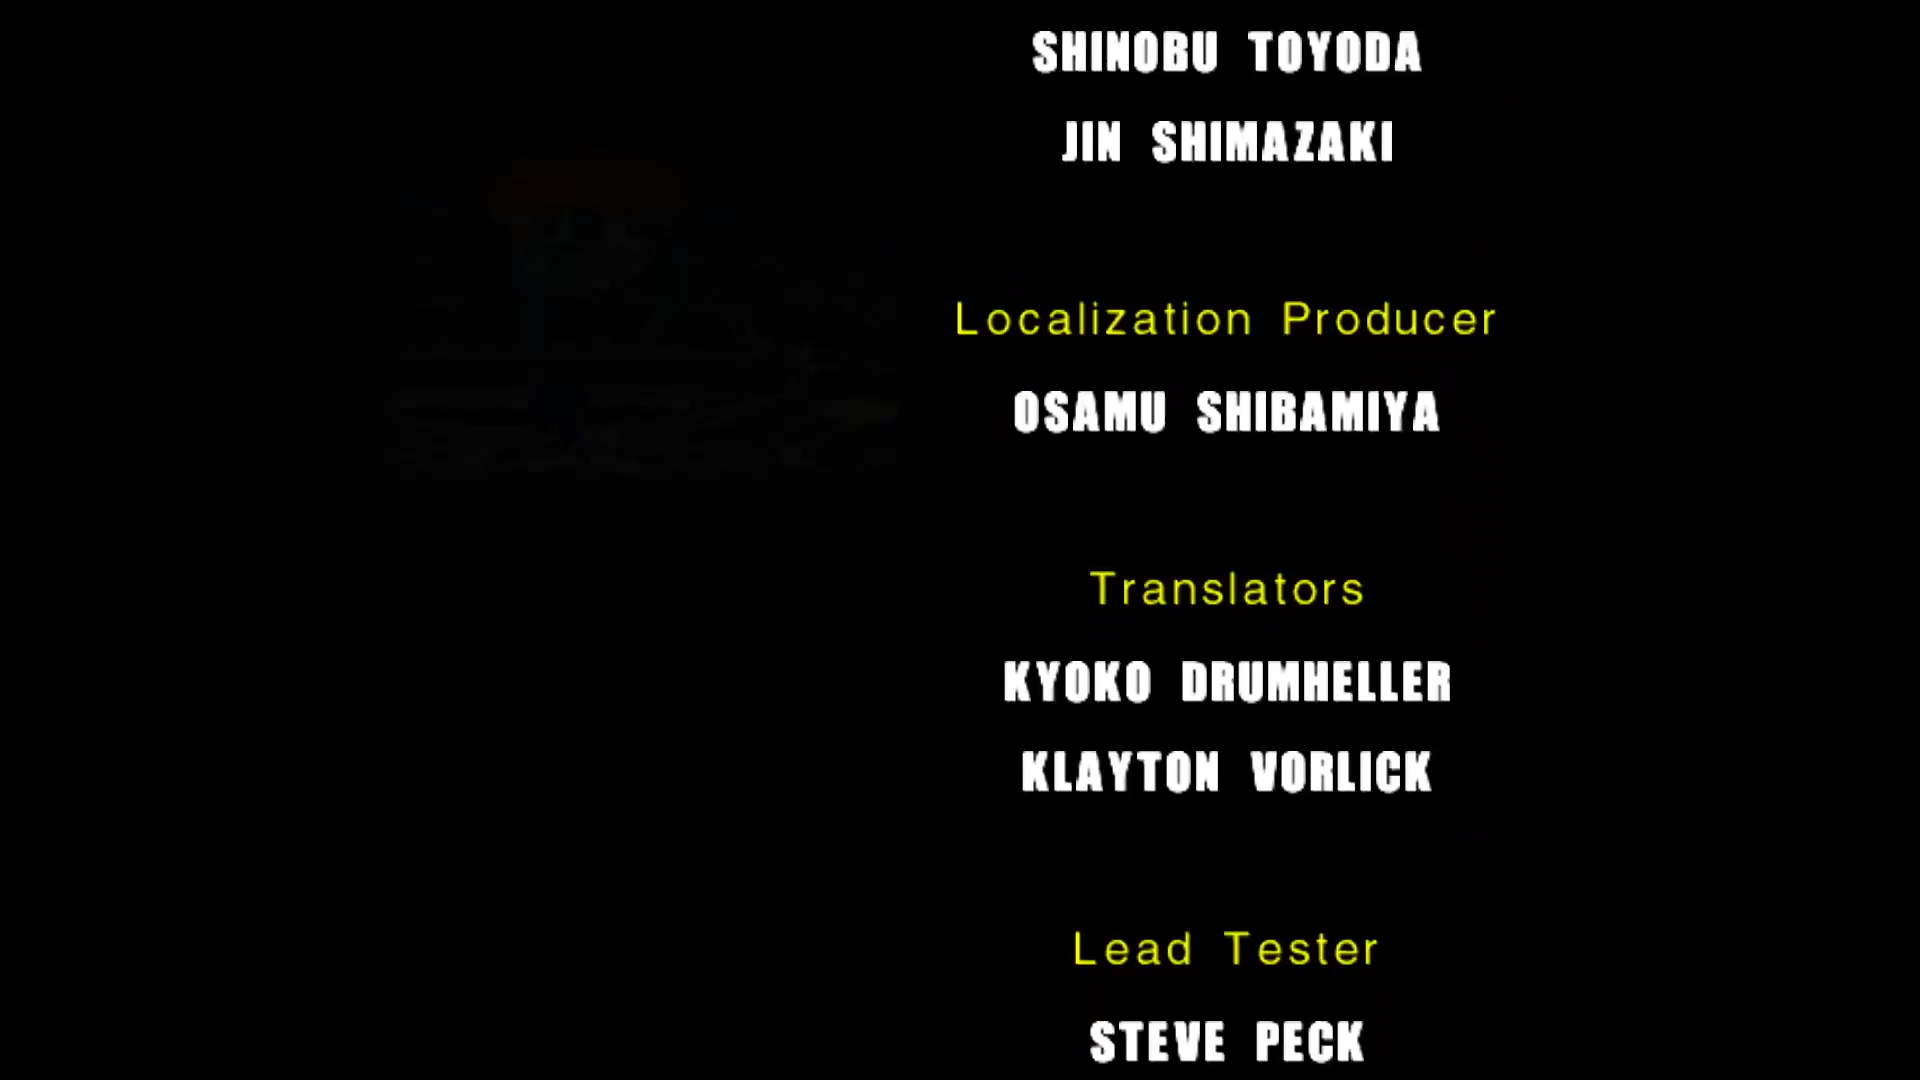 SHINOBU TOYODA
JIN SHIMAZAKI
Localization Producer
OSAMU SHIBAMIYA
Translators
KYOKO DRUMHELLER
KLAYTON VORLICK
Lead Tester
STEVE PECK